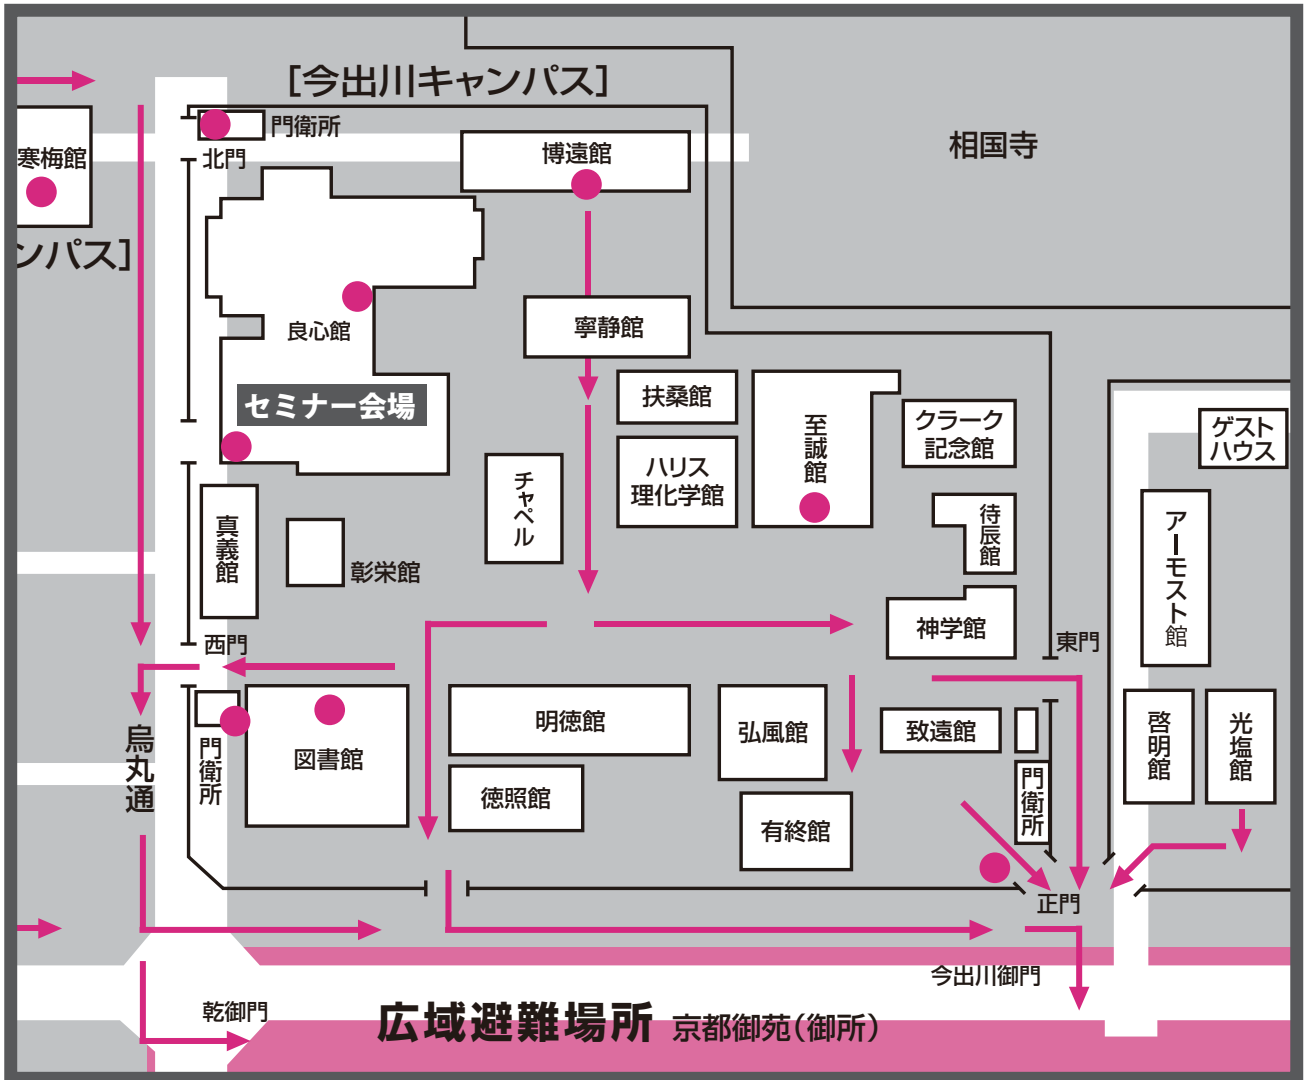 [今出川キャンパス]
門衛所
北門
寒梅館
ンパス]
博遠館
相国寺
良心館
セミナー会場
寧静館
扶桑館
ハリス
理化学館
至誠館
クラーク
記念館
ゲスト
ハウス
チャペル
待辰館
アーモスト館
真義館
彰栄館
神学館
東門
西門
門衛所
図書館
明徳館
徳照館
弘風館
有終館
致遠館
門衛所
啓明館
光塩館
烏丸通
正門
今出川御門
乾御門
広域避難場所 京都御苑(御所)